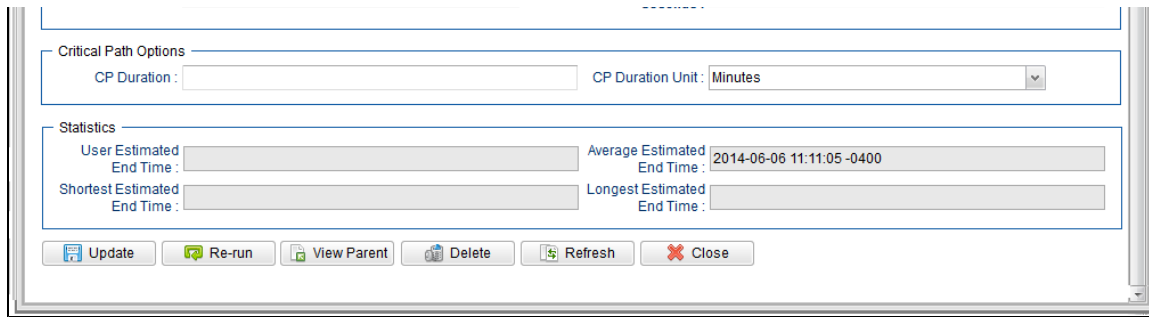 Critical Path Options
CP Duration : CP Duration Unit : Minutes
Statistics
User Estimated End Time : Average Estimated End Time : 2014-06-06 11:11:05 -0400
Shortest Estimated End Time : Longest Estimated End Time :
Update Re-run View Parent Delete Refresh Close